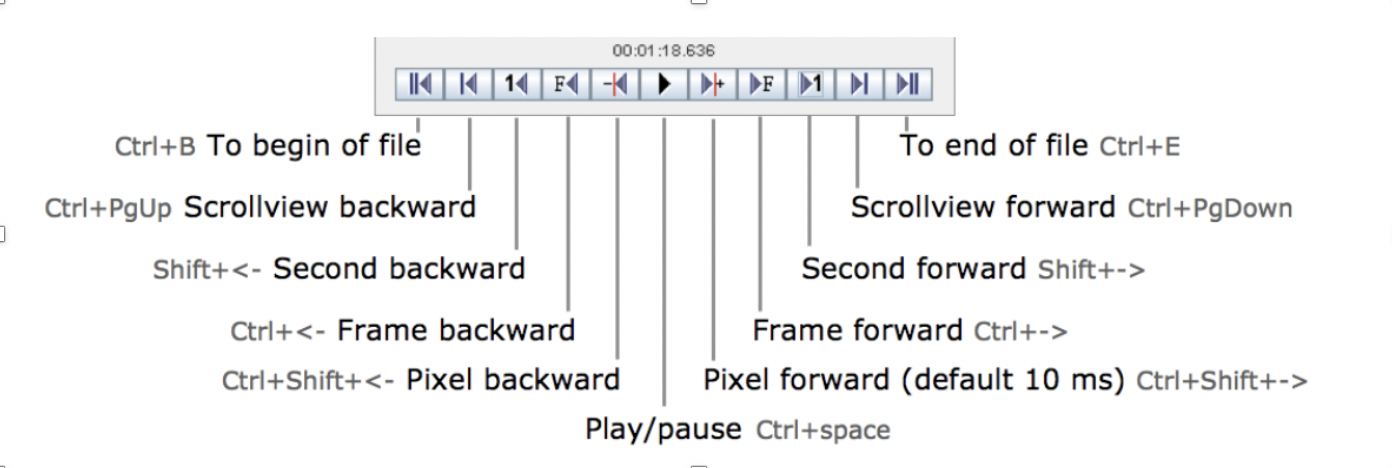 00:01:18.636
1 F - + F 1
Ctrl+B To begin of file To end of file Ctrl+E
Ctrl+PgUp Scrollview backward Scrollview forward Ctrl+PgDown
Shift+<- Second backward Second forward Shift+->
Ctrl+<- Frame backward Frame forward Ctrl+->
Ctrl+Shift+<- Pixel backward Pixel forward (default 10 ms) Ctrl+Shift+->
Play/pause Ctrl+space